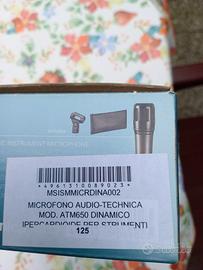 INSTRUMENT MICROPHONE
*4961310089023*
MSISMMICRDINA002
MICROFONO AUDIO-TECHNICA
MOD. ATM650 DINAMICO
IPERCARDIOIDE PER STRUMENTI
125